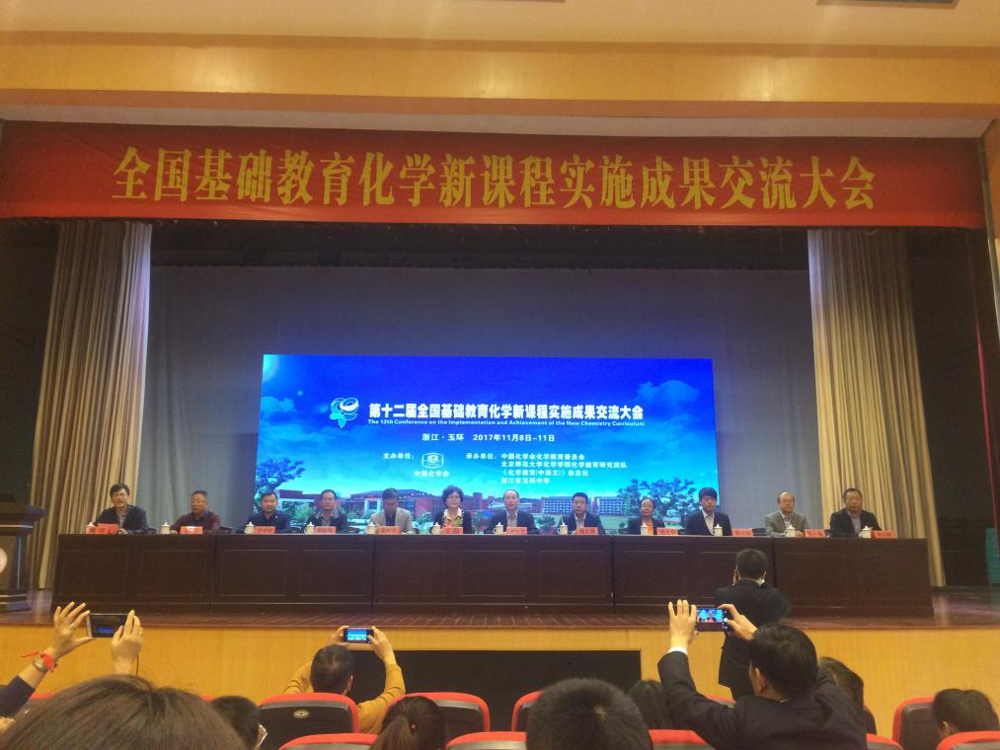 全国基础教育化学新课程实施成果交流大会
第十二届全国基础教育化学新课程实施成果交流大会
The 12th Conference on the Implementation and Achievement of the New Chemistry Curriculum
浙江·玉环 2017年11月8日-11日
主办单位：
中国化学会
承办单位：中国化学会化学教育委员会
北京师范大学化学学院化学教育研究团队
《化学教育(中英文)》杂志社
浙江省玉环中学